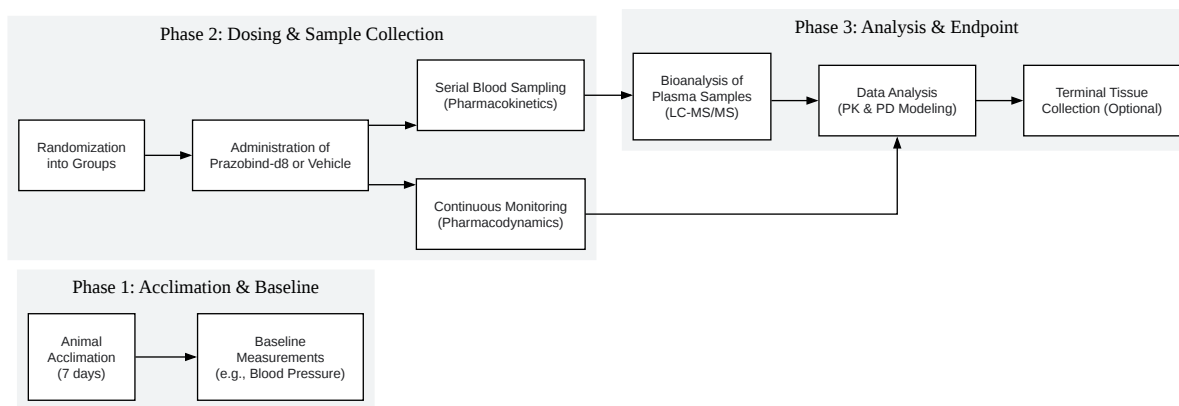 Phase 2: Dosing & Sample Collection
Randomization
into Groups
Administration of
Prazobind-d8 or Vehicle
Serial Blood Sampling
(Pharmacokinetics)
Continuous Monitoring
(Pharmacodynamics)
Phase 3: Analysis & Endpoint
Bioanalysis of
Plasma Samples
(LC-MS/MS)
Data Analysis
(PK & PD Modeling)
Terminal Tissue
Collection (Optional)
Phase 1: Acclimation & Baseline
Animal
Acclimation
(7 days)
Baseline
Measurements
(e.g., Blood Pressure)